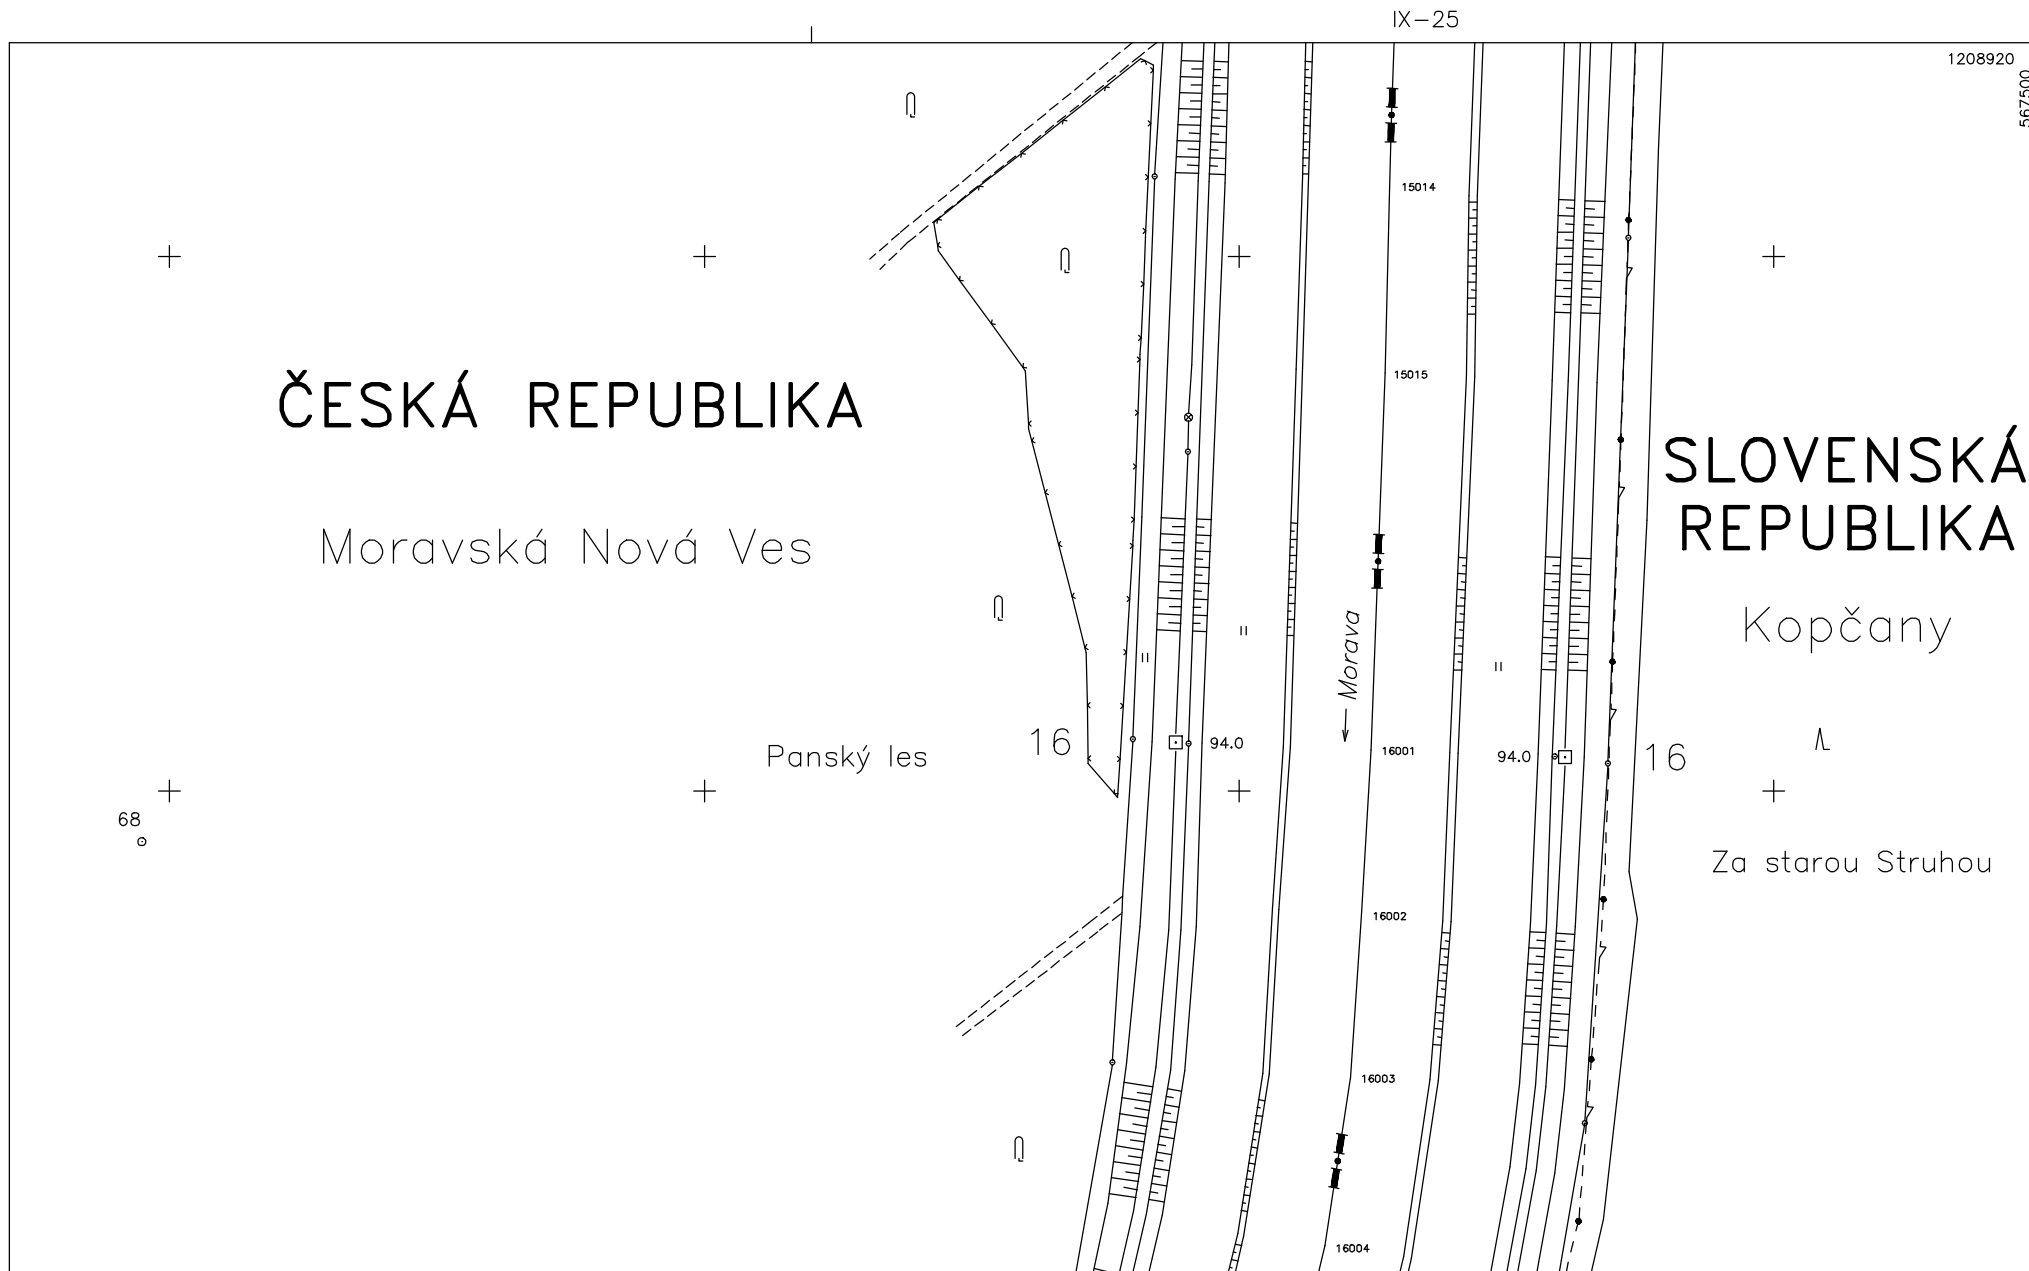 IX-25
1208920
567500
15014
15015
ČESKÁ REPUBLIKA
SLOVENSKÁ
REPUBLIKA
Moravská Nová Ves
Kopčany
Morava
16
94.0
16001
94.0
16
Panský les
68
Za starou Struhou
16002
16003
16004